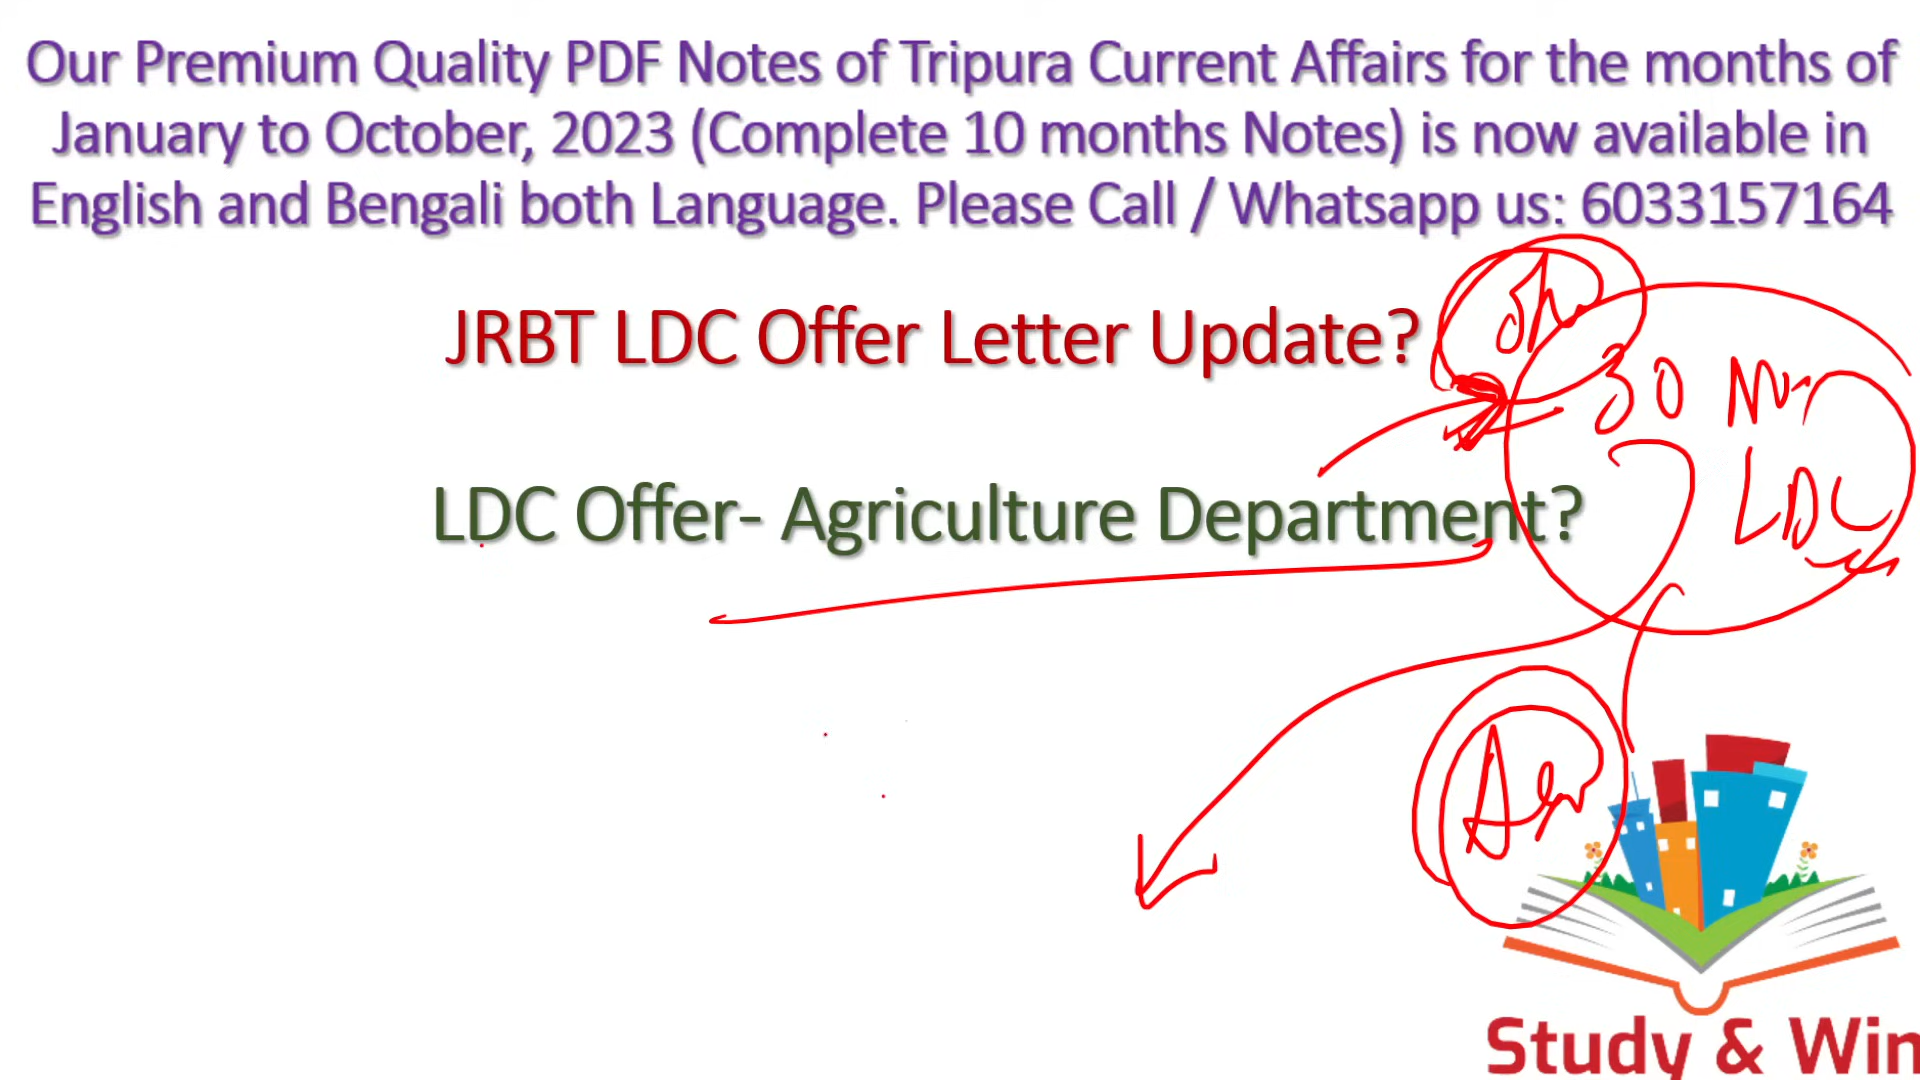 Our Premium Quality PDF Notes of Tripura Current Affairs for the months of
January to October, 2023 (Complete 10 months Notes) is now available in
English and Bengali both Language. Please Call / Whatsapp us: 6033157164
JRBT LDC Offer Letter Update?
30 Nov
LDC
LDC Offer- Agriculture Department?
Study & Win